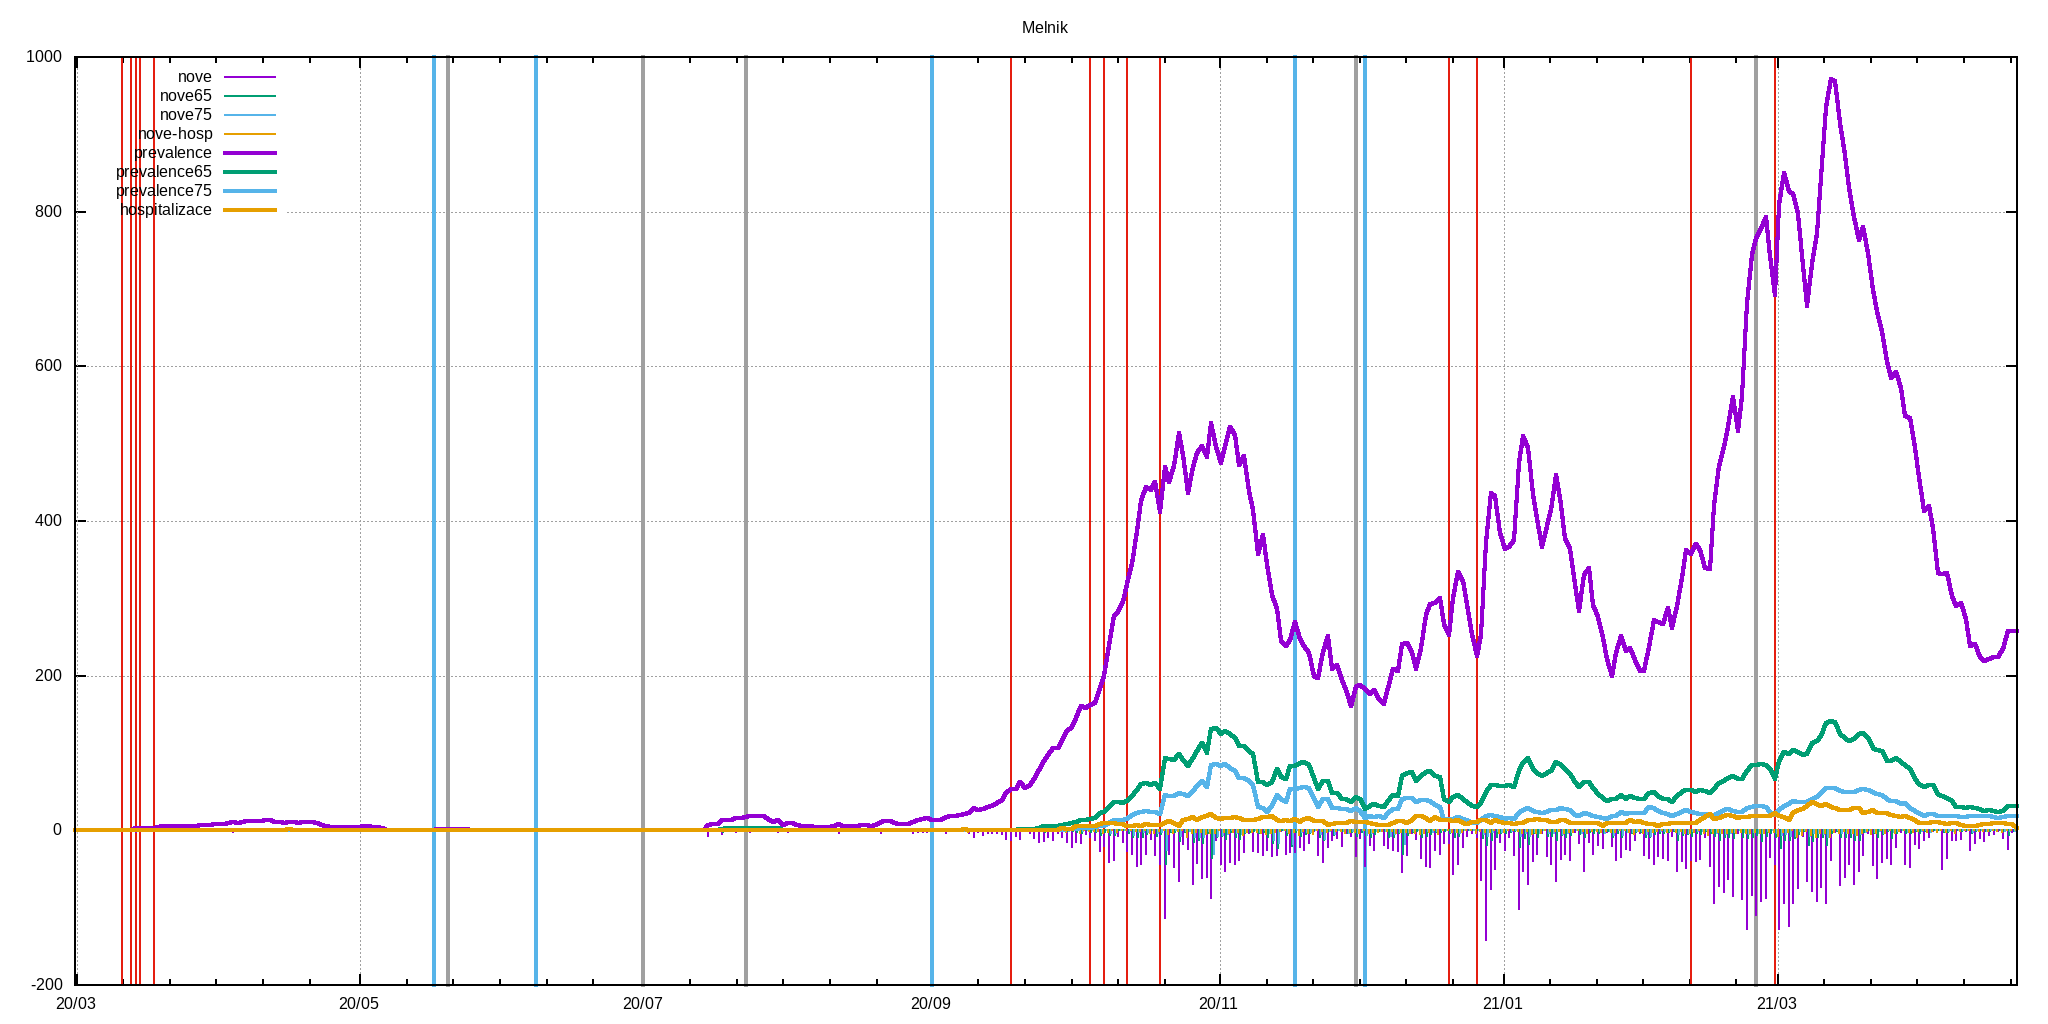 Melnik
1000
800
600
400
200
0
-200
nove
nove65
nove75
nove-hosp
prevalence
prevalence65
prevalence75
hospitalizace
20/03
20/05
20/07
20/09
20/11
21/01
21/03